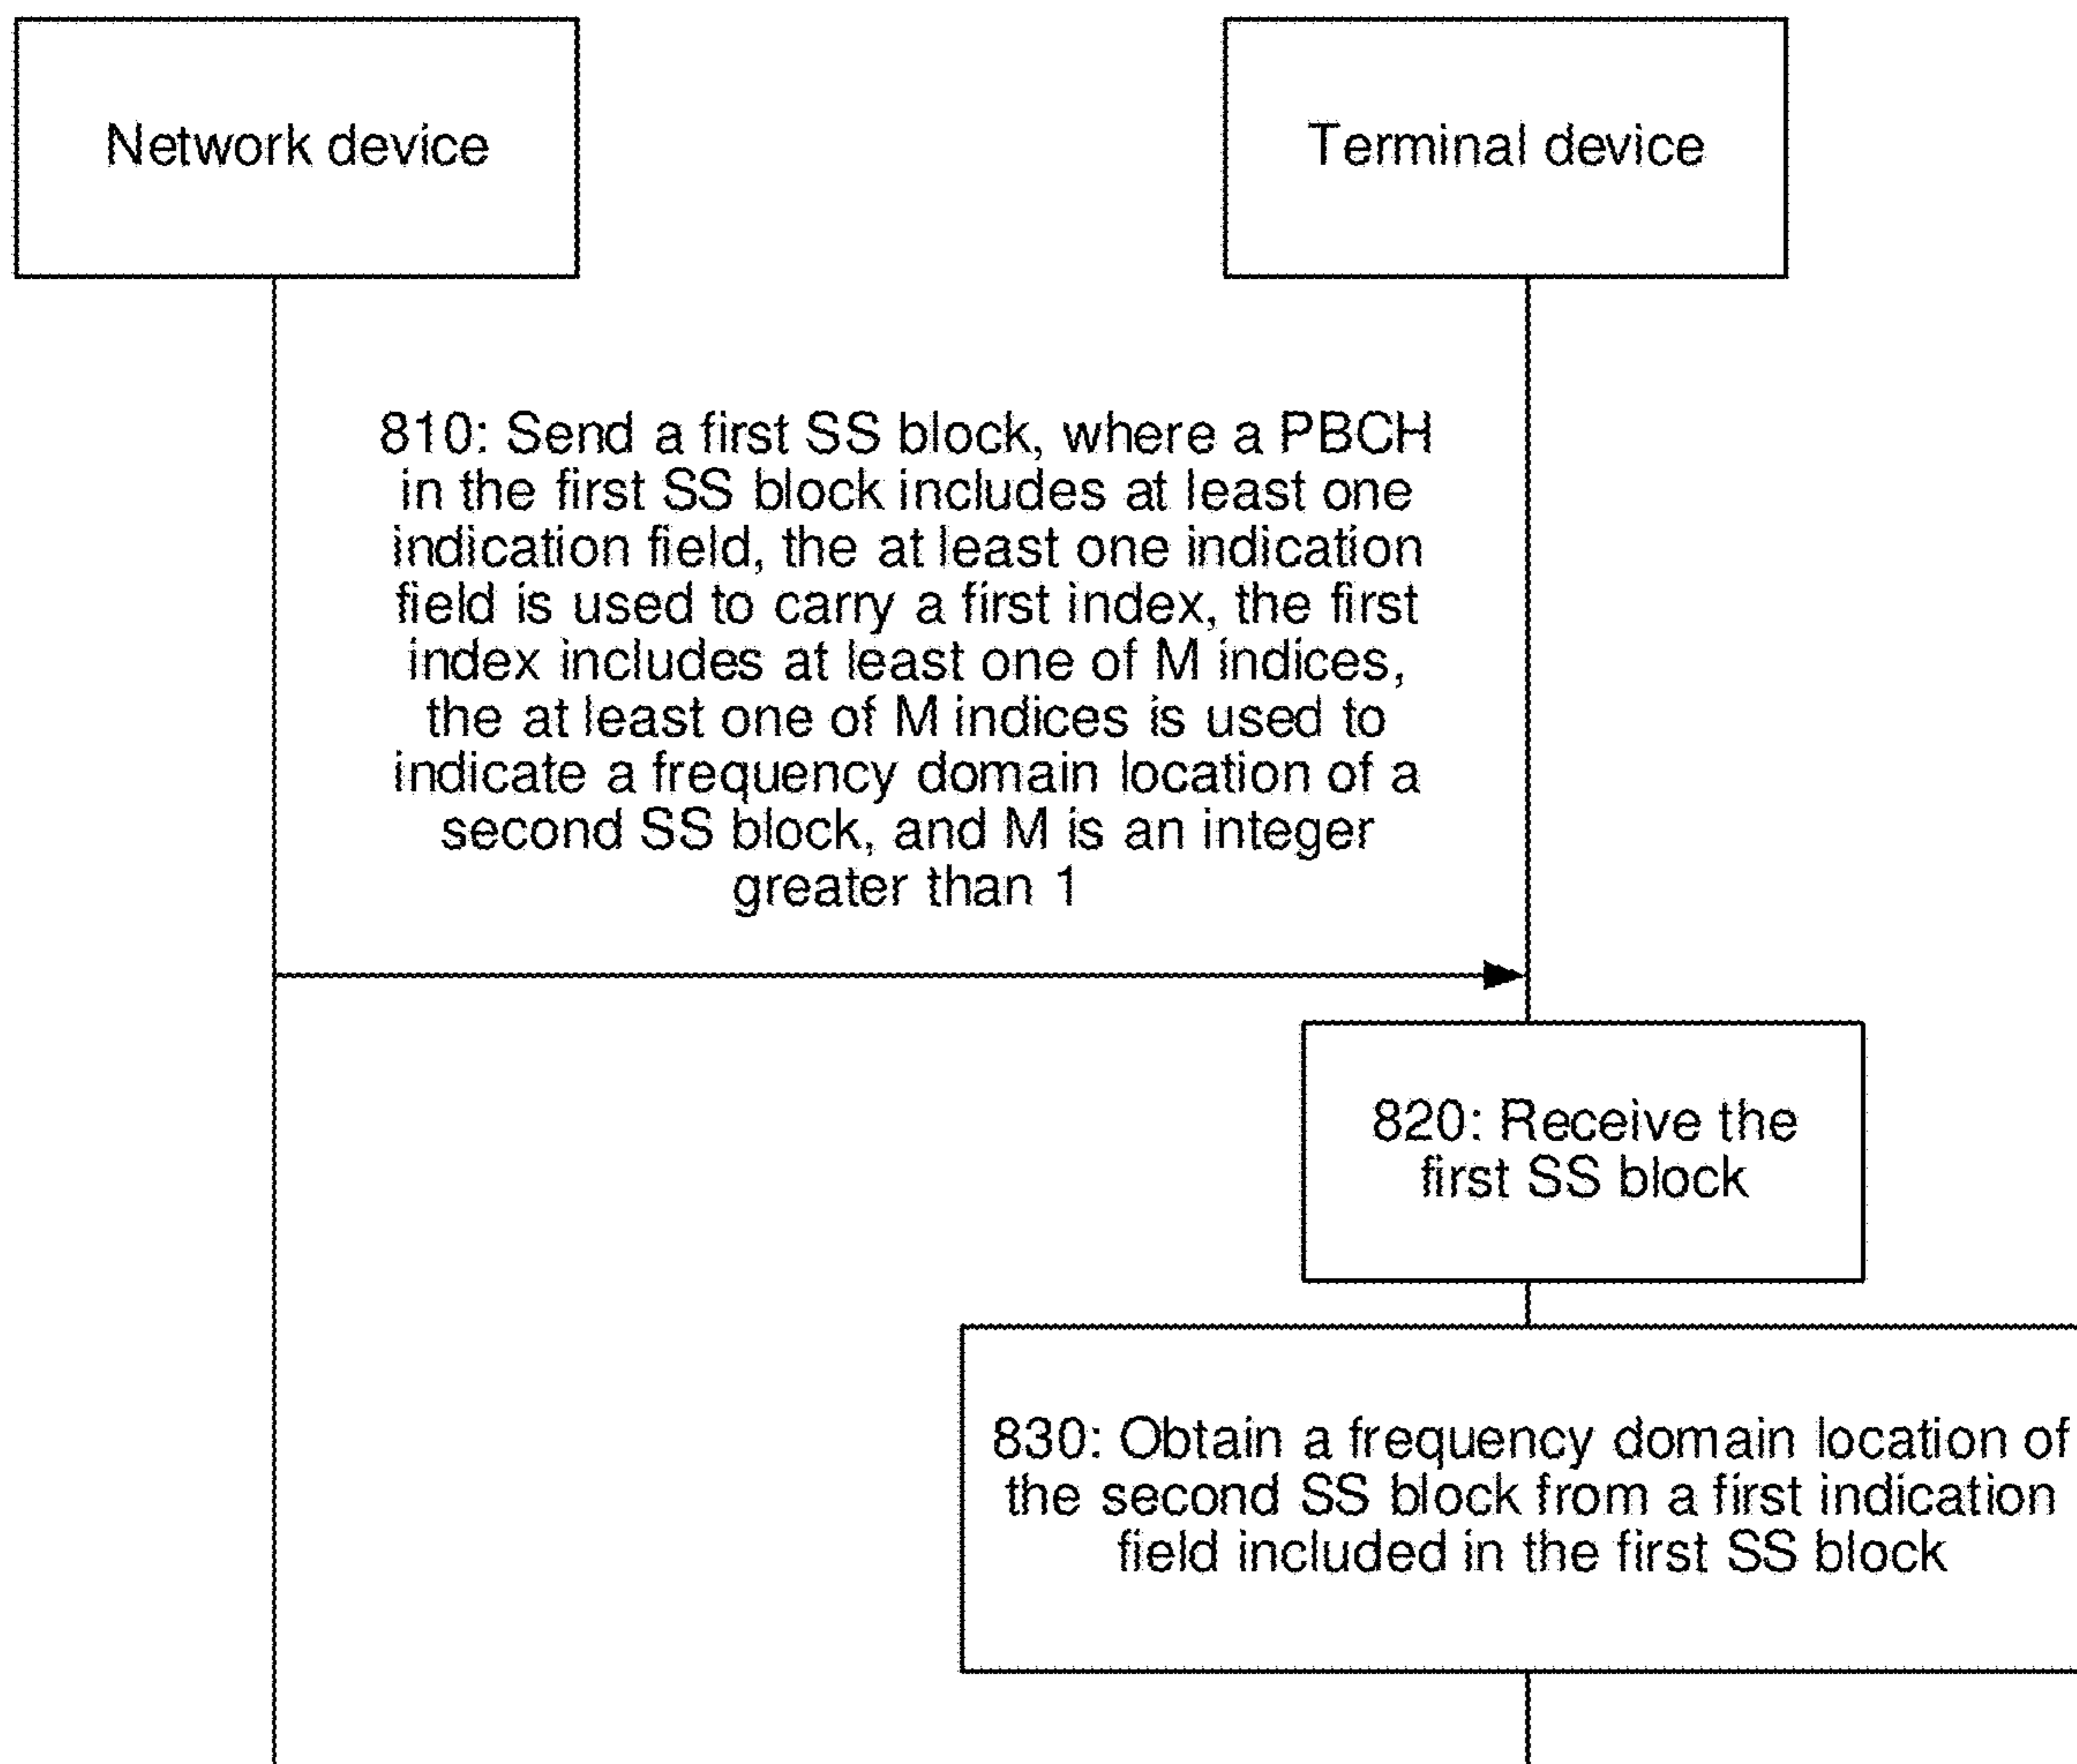 Network device
Terminal device
810: Send a first SS block, where a PBCH
in the first SS block includes at least one
indication field, the at least one indication
field is used to carry a first index, the first
index includes at least one of M indices,
the at least one of M indices is used to
indicate a frequency domain location of a
second SS block, and M is an integer
greater than 1
820: Receive the
first SS block
830: Obtain a frequency domain location of
the second SS block from a first indication
field included in the first SS block